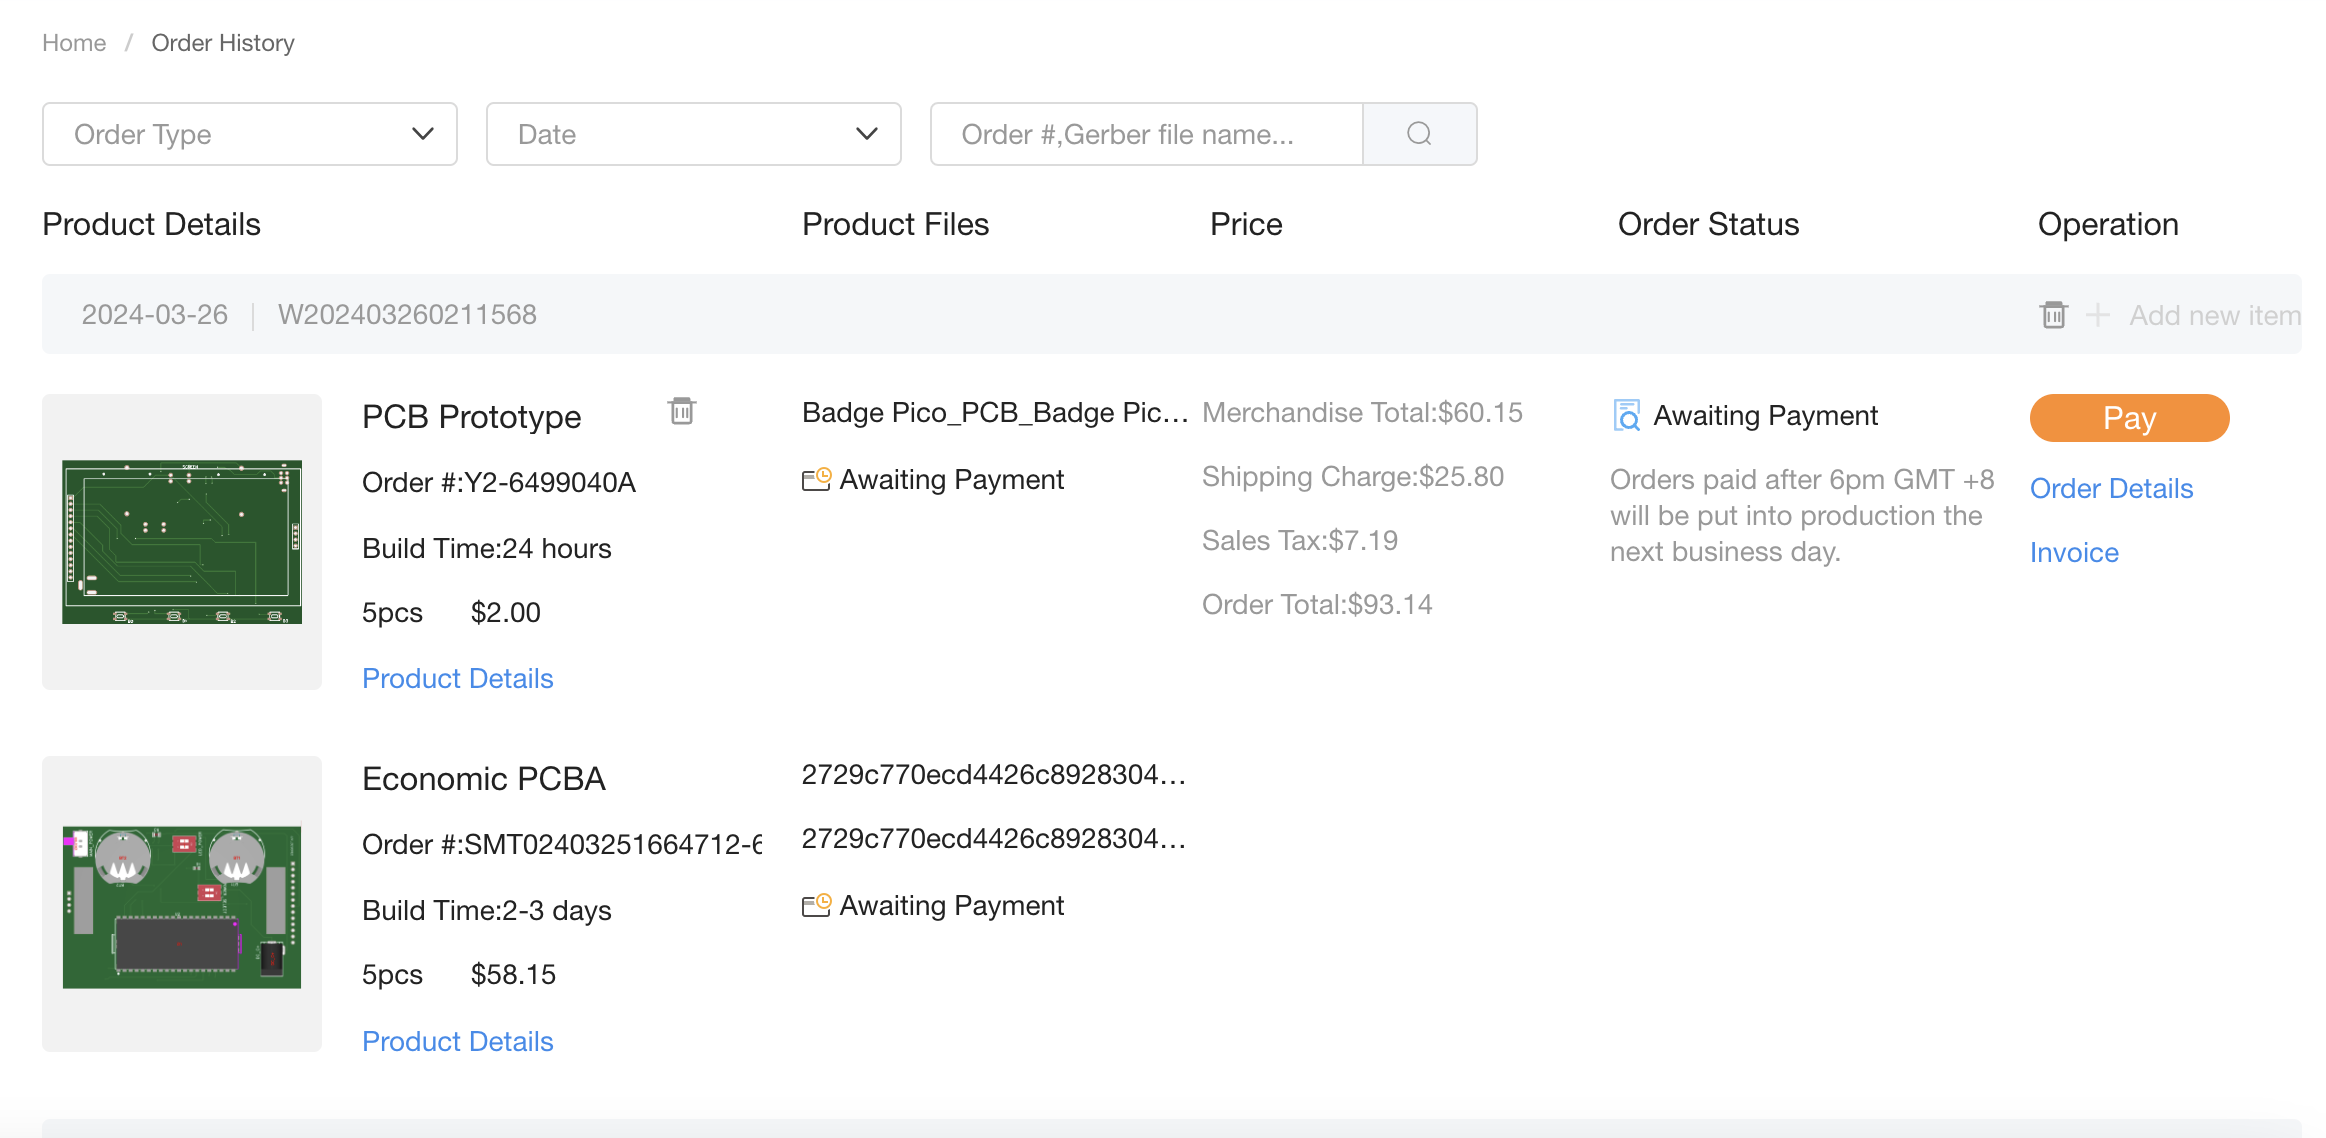 Home / Order History
Order Type
Date
Order #,Gerber file name...
Product Details
Product Files
Price
Order Status
Operation
2024-03-26 | W202403260211568
Add new item
PCB Prototype
Order #:Y2-6499040A
Build Time:24 hours
5pcs $2.00
Product Details
Badge Pico_PCB_Badge Pic...
Awaiting Payment
Merchandise Total:$60.15
Shipping Charge:$25.80
Sales Tax:$7.19
Order Total:$93.14
Awaiting Payment
Orders paid after 6pm GMT +8
will be put into production the
next business day.
Pay
Order Details
Invoice
Economic PCBA
Order #:SMT02403251664712-6
Build Time:2-3 days
5pcs $58.15
Product Details
2729c770ecd4426c8928304...
2729c770ecd4426c8928304...
Awaiting Payment